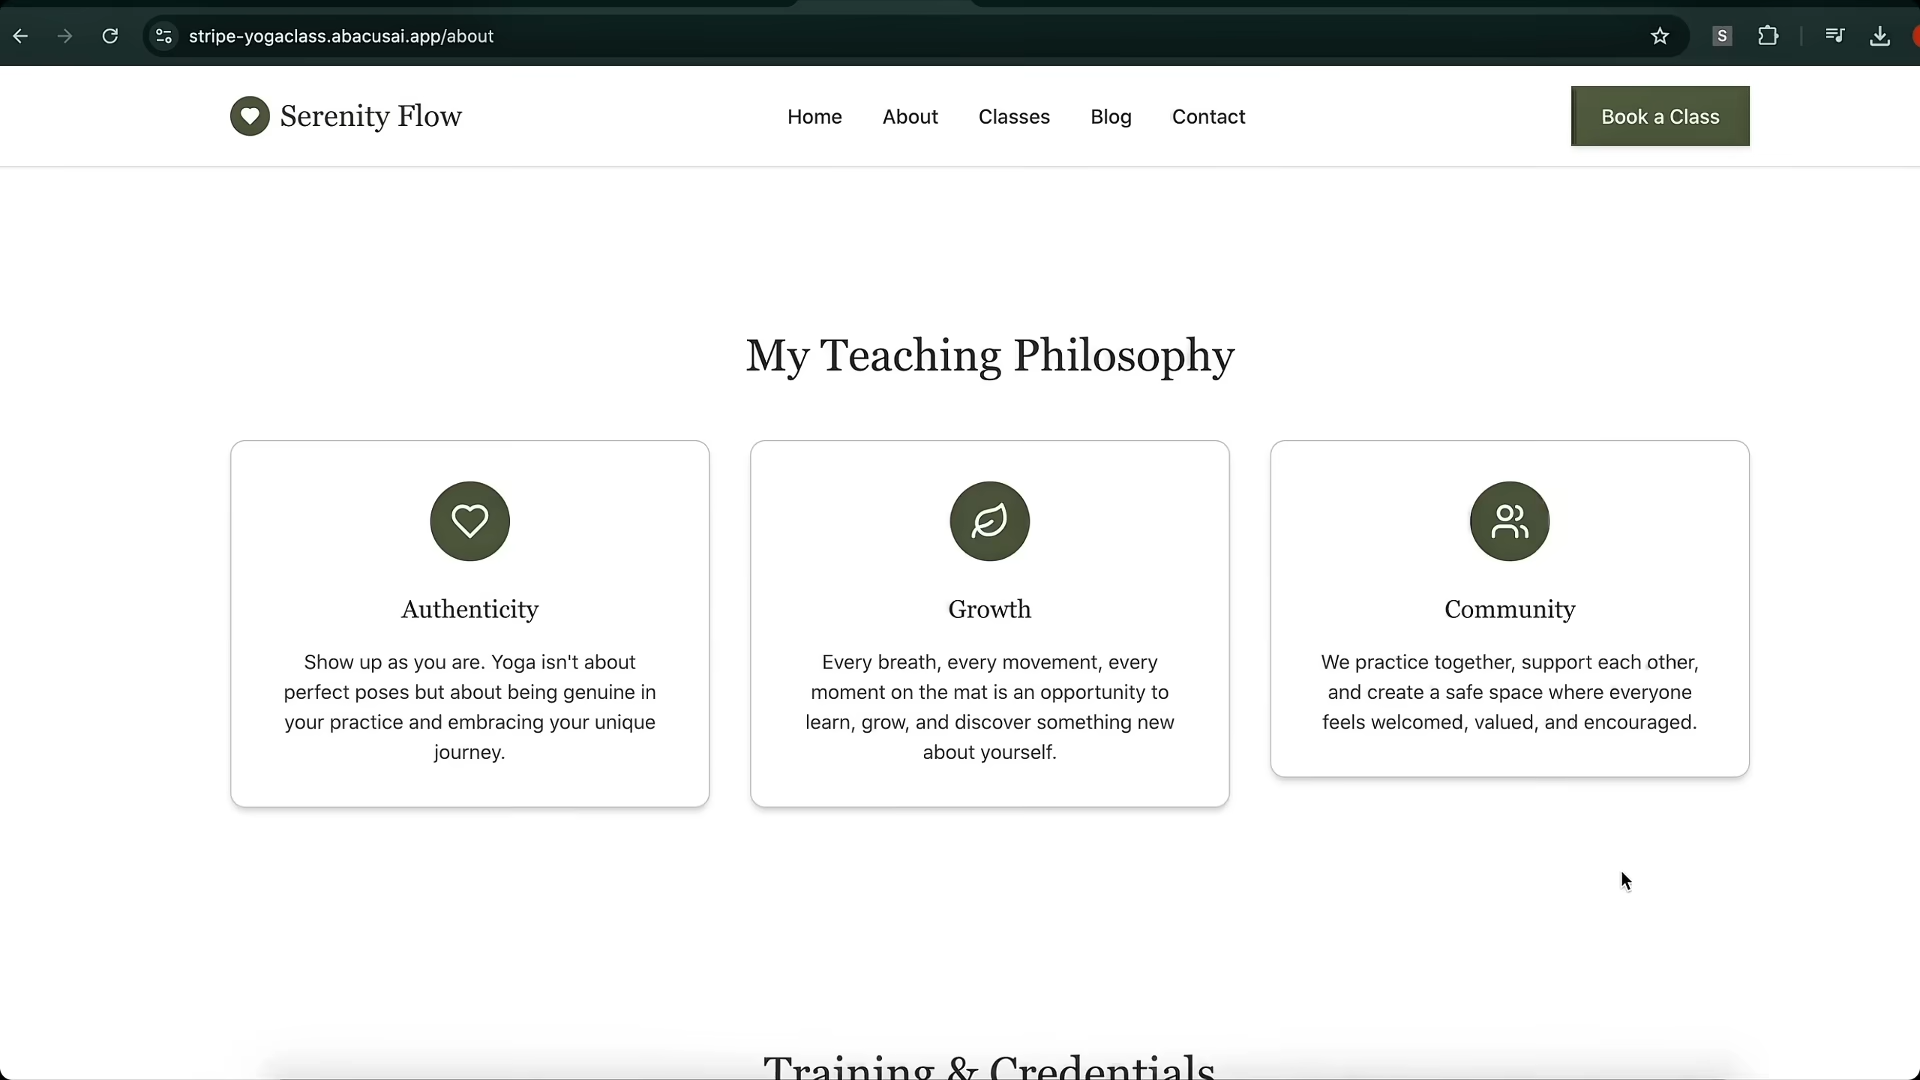 stripe-yogaclass.abacusai.app/about
S
Serenity Flow
Home
About
Classes
Blog
Contact
Book a Class
My Teaching Philosophy
Authenticity
Show up as you are. Yoga isn't about
perfect poses but about being genuine in
your practice and embracing your unique
journey.
Growth
Every breath, every movement, every
moment on the mat is an opportunity to
learn, grow, and discover something new
about yourself.
Community
We practice together, support each other,
and create a safe space where everyone
feels welcomed, valued, and encouraged.
Training & Credentials